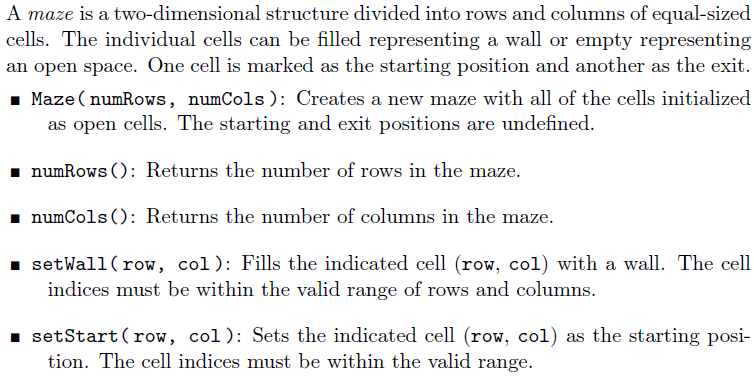 A maze is a two-dimensional structure divided into rows and columns of equal-sized
cells. The individual cells can be filled representing a wall or empty representing
an open space. One cell is marked as the starting position and another as the exit.
■ Maze( numRows, numCols ): Creates a new maze with all of the cells initialized
as open cells. The starting and exit positions are undefined.
■ numRows(): Returns the number of rows in the maze.
■ numCols(): Returns the number of columns in the maze.
■ setWall( row, col ): Fills the indicated cell (row, col) with a wall. The cell
indices must be within the valid range of rows and columns.
■ setStart( row, col ): Sets the indicated cell (row, col) as the starting posi-
tion. The cell indices must be within the valid range.